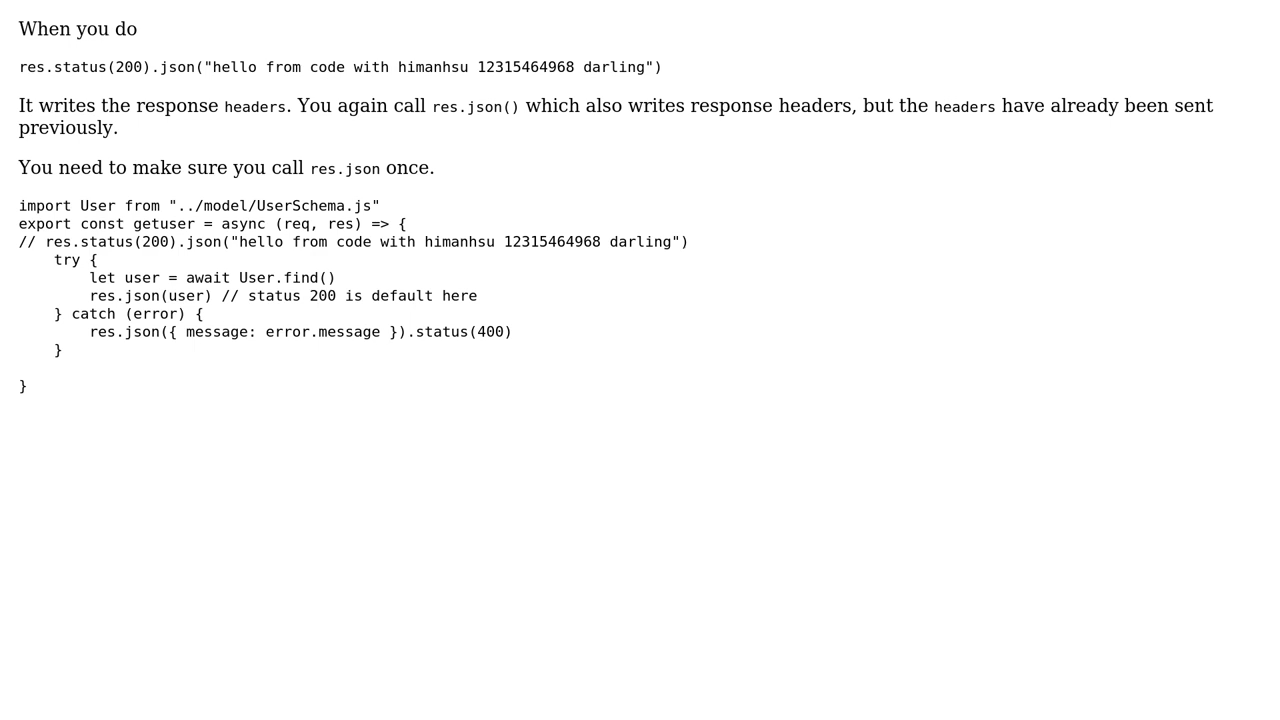 When you do
res.status(200).json("hello from code with himanhsu 12315464968 darling")
It writes the response headers. You again call res.json() which also writes response headers, but the headers have already been sent
previously.
You need to make sure you call res.json once.
import User from "../model/UserSchema.js"
export const getuser = async (req, res) => {
// res.status(200).json("hello from code with himanhsu 12315464968 darling")
    try {
        let user = await User.find()
        res.json(user) // status 200 is default here
    } catch (error) {
        res.json({ message: error.message }).status(400)
    }
}